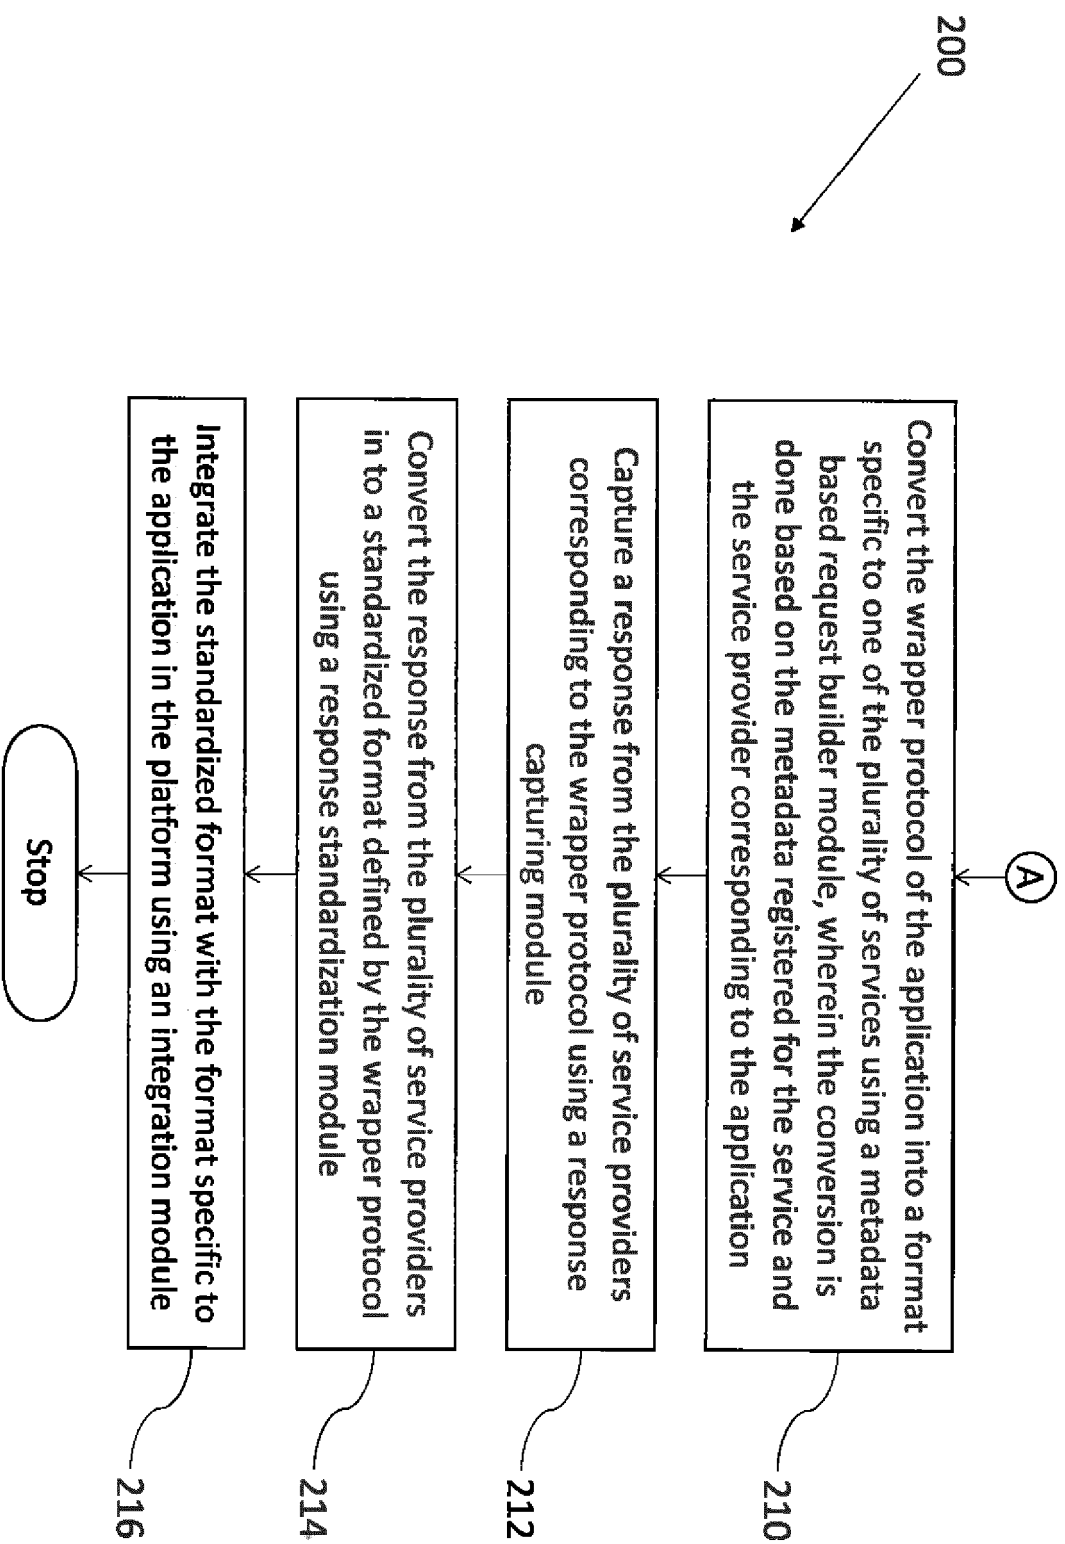 200
A
Convert the wrapper protocol of the application into a format
specific to one of the plurality of services using a metadata
based request builder module, wherein the conversion is
done based on the metadata registered for the service and
the service provider corresponding to the application
210
Capture a response from the plurality of service providers
corresponding to the wrapper protocol using a response
capturing module
212
Convert the response from the plurality of service providers
in to a standardized format defined by the wrapper protocol
using a response standardization module
214
Integrate the standardized format with the format specific to
the application in the platform using an integration module
216
Stop